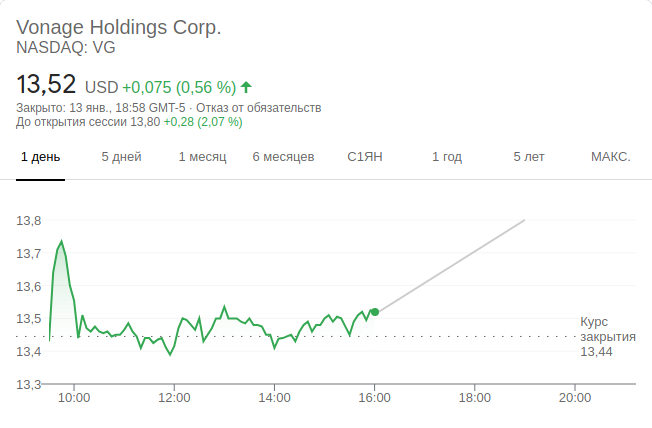 Vonage Holdings Corp.
NASDAQ: VG
13,52 USD +0,075 (0,56 %)
Закрыто: 13 янв., 18:58 GMT-5 · Отказ от обязательств
До открытия сессии 13,80 +0,28 (2,07 %)
1 день 5 дней 1 месяц 6 месяцев С1ЯН 1 год 5 лет МАКС.
13,8
13,7
13,6
13,5
Курс
закрытия
13,44
13,4
13,3
10:00 12:00 14:00 16:00 18:00 20:00